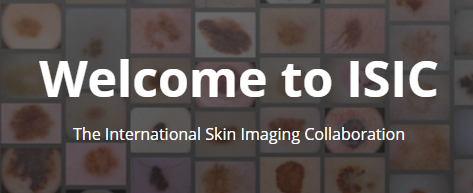 Welcome to ISIC
The International Skin Imaging Collaboration